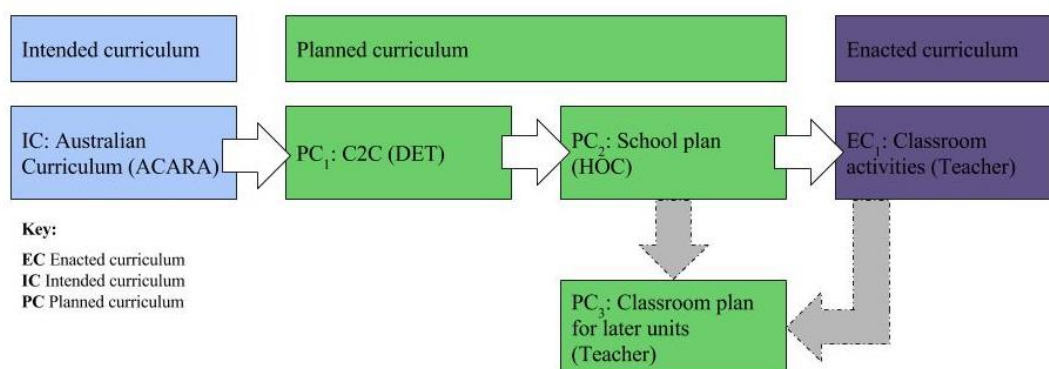 Intended curriculum
Planned curriculum
Enacted curriculum
IC: Australian
Curriculum (ACARA)
PC₁: C2C (DET)
PC₂: School plan
(HOC)
EC₁: Classroom
activities (Teacher)
Key:
EC Enacted curriculum
IC Intended curriculum
PC Planned curriculum
PC₃: Classroom plan
for later units
(Teacher)